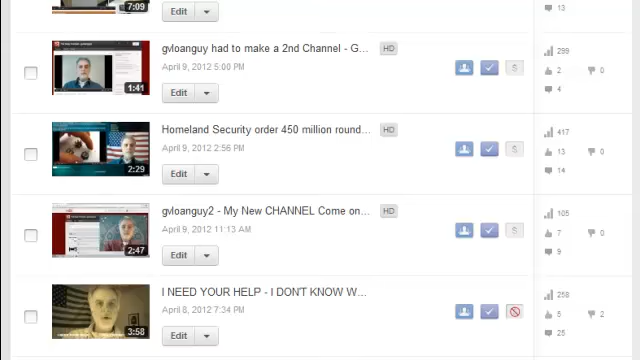 7:09
Edit
13
gvloanguy had to make a 2nd Channel - G...
HD
April 9, 2012 5:00 PM
1:41
Edit
299
2 0
4
Homeland Security order 450 million round...
HD
April 9, 2012 2:56 PM
2:29
Edit
417
13 0
14
gvloanguy2 - My New CHANNEL Come on...
HD
April 9, 2012 11:13 AM
2:47
Edit
105
7 0
9
I NEED YOUR HELP - I DON'T KNOW W...
April 8, 2012 7:34 PM
3:58
Edit
258
5 2
25